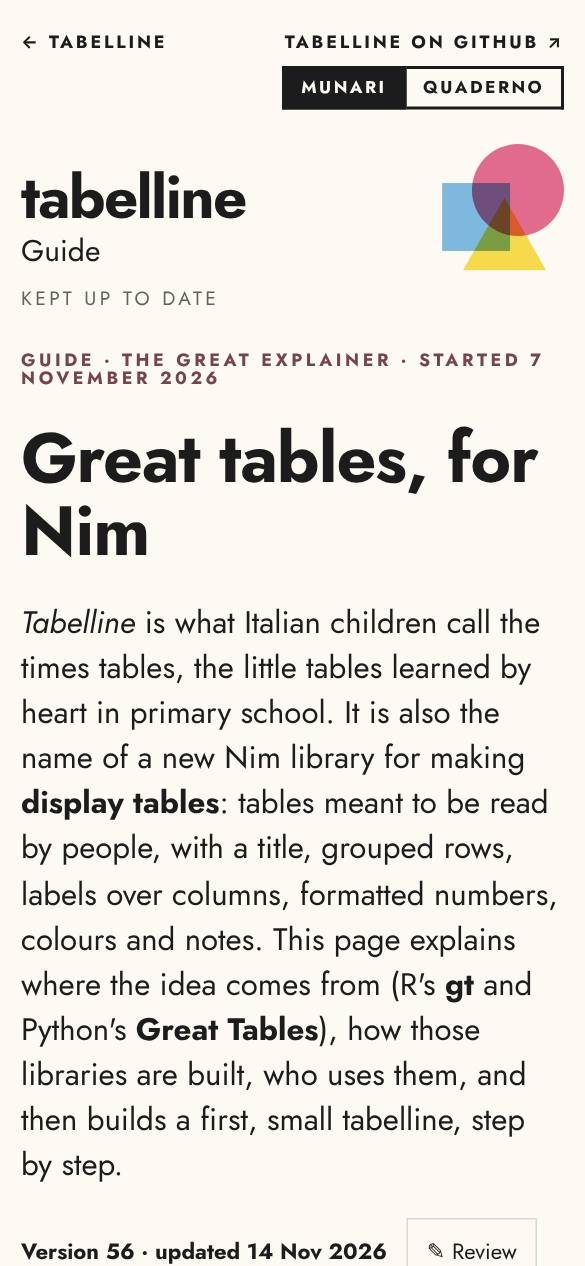 ← TABELLINE
TABELLINE ON GITHUB ↗
MUNARI QUADERNO
tabelline
Guide
KEPT UP TO DATE
GUIDE · THE GREAT EXPLAINER · STARTED 7
NOVEMBER 2026
Great tables, for
Nim
Tabelline is what Italian children call the
times tables, the little tables learned by
heart in primary school. It is also the
name of a new Nim library for making
display tables: tables meant to be read
by people, with a title, grouped rows,
labels over columns, formatted numbers,
colours and notes. This page explains
where the idea comes from (R's gt and
Python's Great Tables), how those
libraries are built, who uses them, and
then builds a first, small tabelline, step
by step.
Version 56 · updated 14 Nov 2026
✎ Review